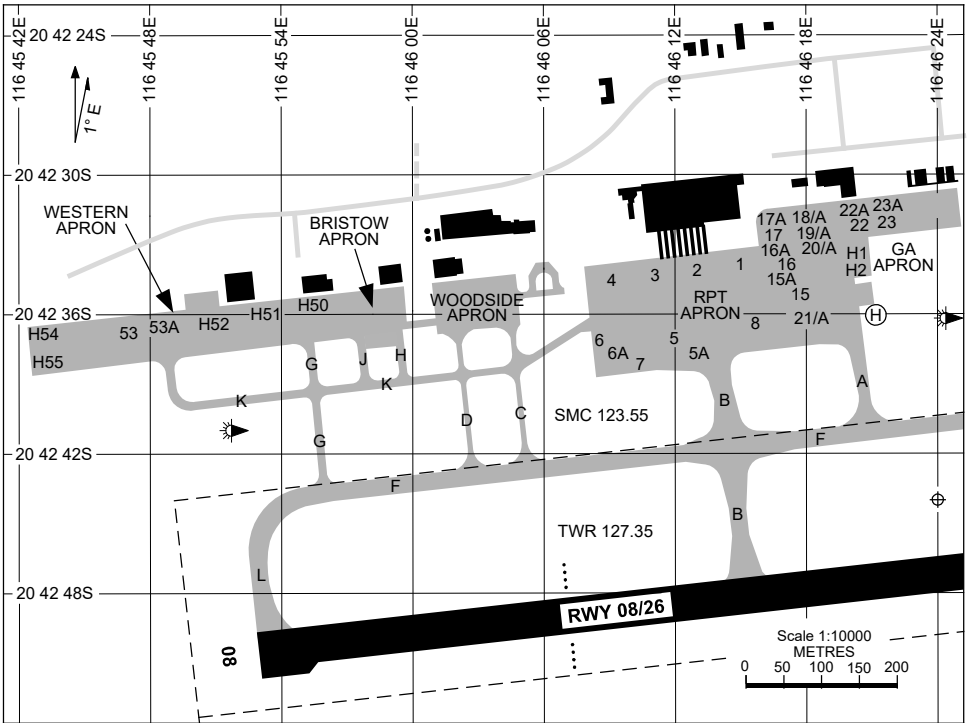 116 45 42E
116 45 48E
116 45 54E
116 46 00E
116 46 06E
116 46 12E
116 46 18E
116 46 24E
20 42 24S
1° E
20 42 30S
WESTERN
APRON
BRISTOW
APRON
WOODSIDE
APRON
RPT
APRON
GA
APRON
17A
18/A
22A
23A
17
19/A
22
23
16A
20/A
H1
16
H2
15A
15
4
3
2
1
20 42 36S
H54
53
53A
H52
H51
H50
8
21/A
H
H55
6
6A
7
5
5A
G
J
H
K
K
G
D
C
B
A
SMC 123.55
20 42 42S
F
F
B
TWR 127.35
L
20 42 48S
RWY 08/26
08
Scale 1:10000
METRES
0 50 100 150 200